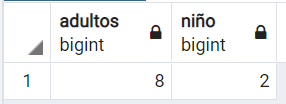 adultos niño
bigint bigint
1 8 2